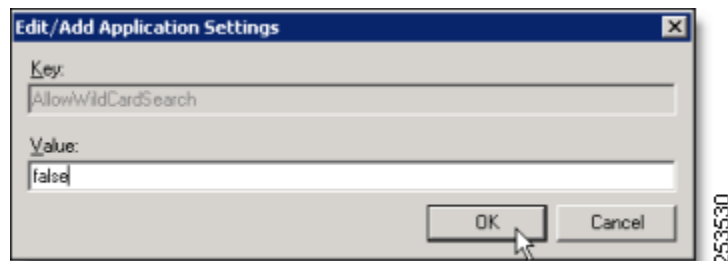 Edit/Add Application Settings
Key:
AllowWildCardSearch
Value:
false
OK
Cancel
253530